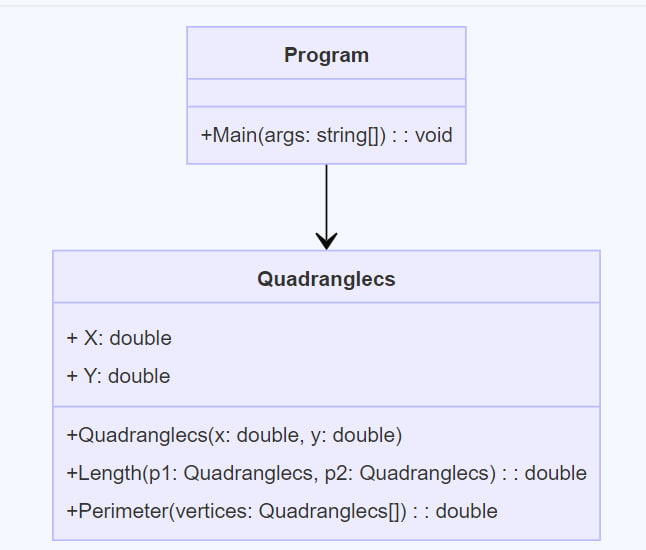 Program
+Main(args: string[]) : : void
Quadranglecs
+ X: double
+ Y: double
+Quadranglecs(x: double, y: double)
+Length(p1: Quadranglecs, p2: Quadranglecs) : : double
+Perimeter(vertices: Quadranglecs[]) : : double